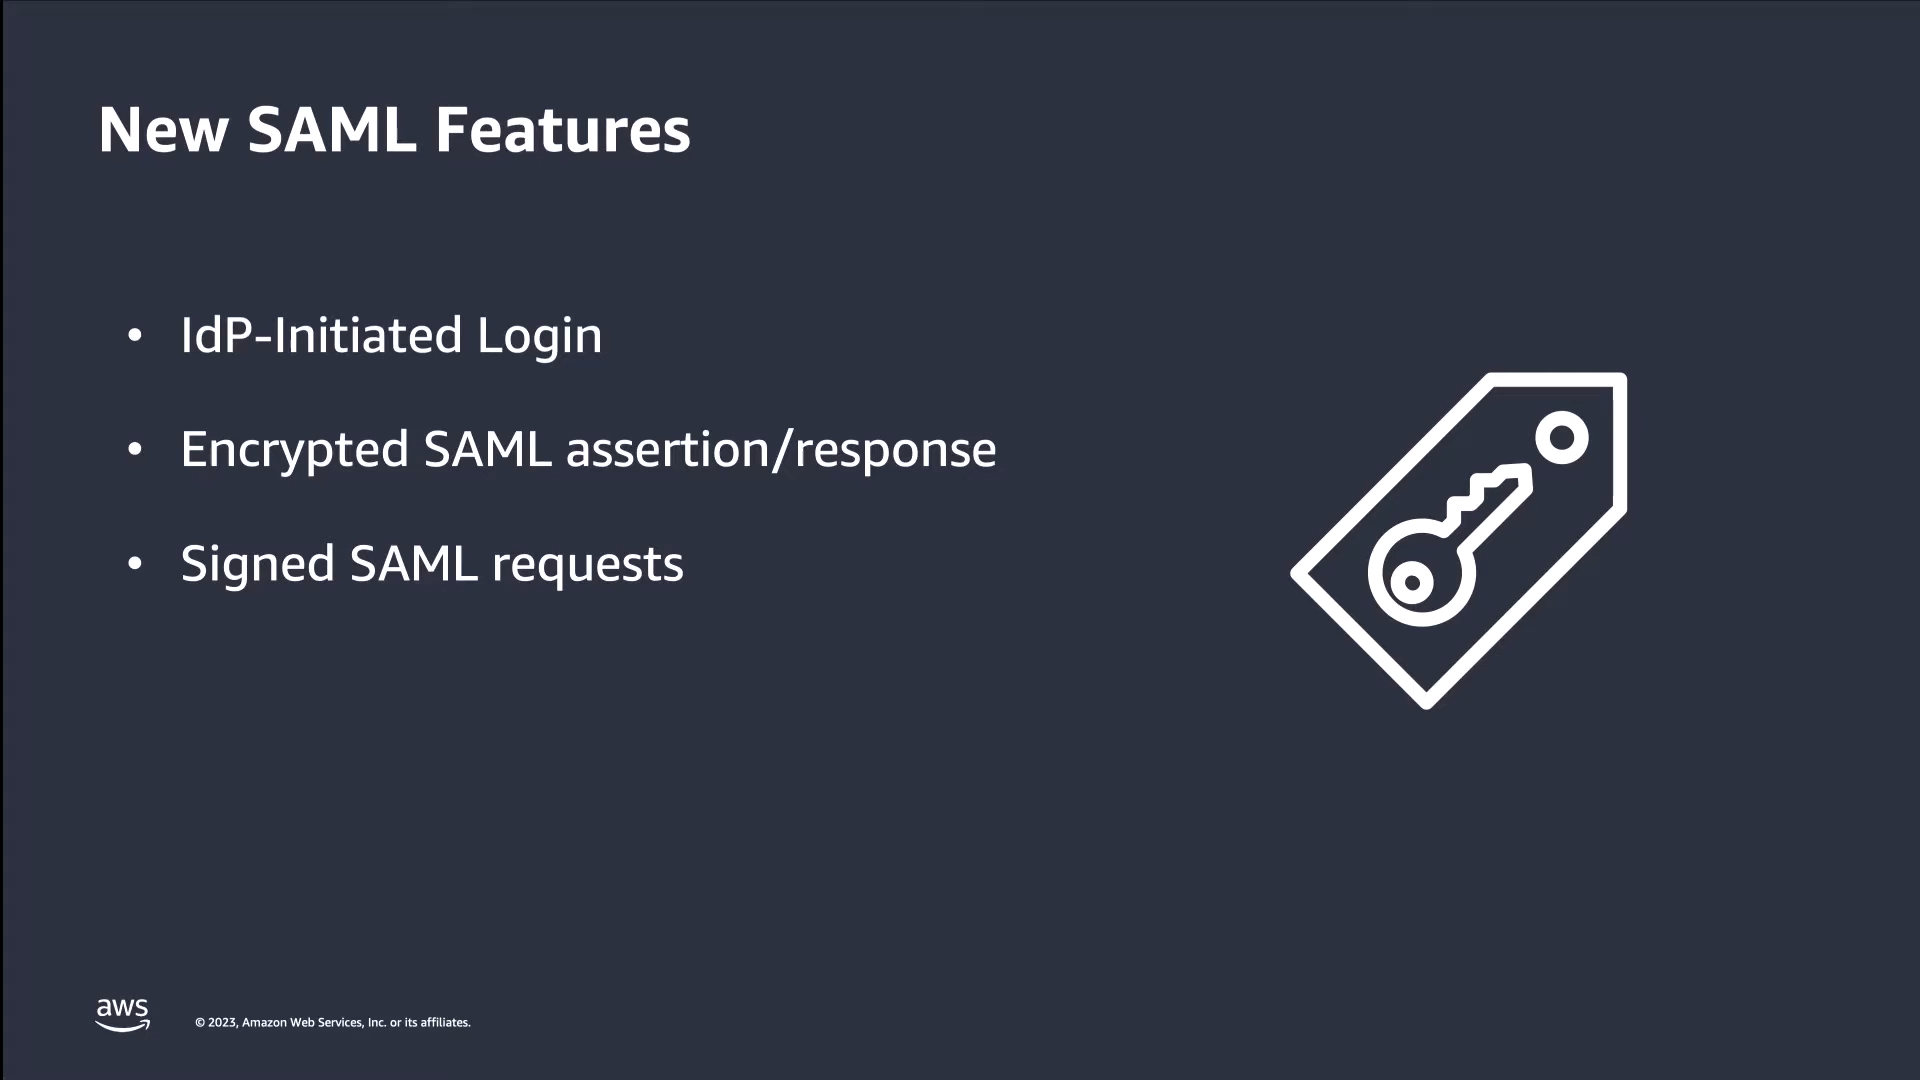 New SAML Features
• IdP-Initiated Login
• Encrypted SAML assertion/response
• Signed SAML requests
aws
© 2023, Amazon Web Services, Inc. or its affiliates.